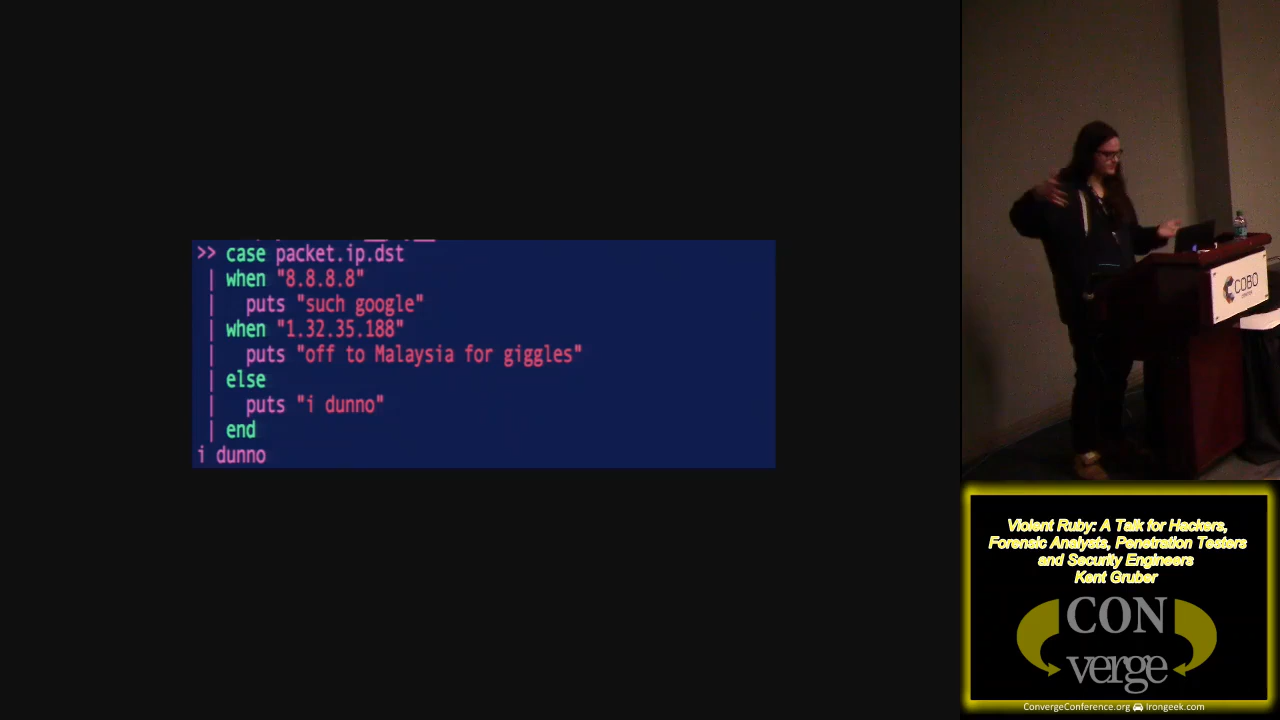 >> case packet.ip.dst
| when "8.8.8.8"
|   puts "such google"
| when "1.32.35.188"
|   puts "off to Malaysia for giggles"
| else
|   puts "i dunno"
| end
i dunno
COBO
CENTER
Violent Ruby: A Talk for Hackers,
Forensic Analysts, Penetration Testers
and Security Engineers
Kent Gruber
CON
verge
ConvergeConference.org Irongeek.com